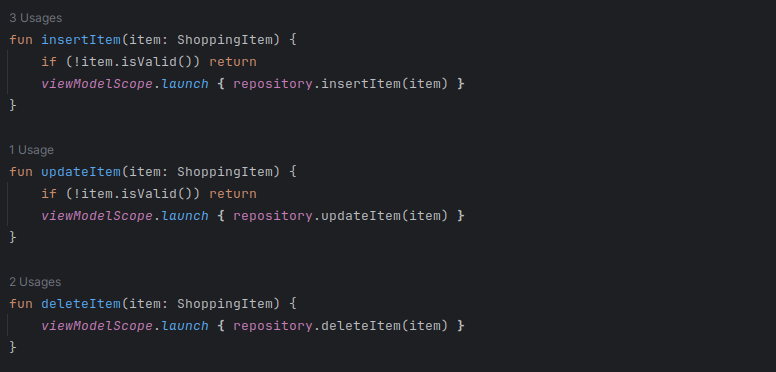 3 Usages
fun insertItem(item: ShoppingItem) {
    if (!item.isValid()) return
    viewModelScope.launch { repository.insertItem(item) }
}
1 Usage
fun updateItem(item: ShoppingItem) {
    if (!item.isValid()) return
    viewModelScope.launch { repository.updateItem(item) }
}
2 Usages
fun deleteItem(item: ShoppingItem) {
    viewModelScope.launch { repository.deleteItem(item) }
}